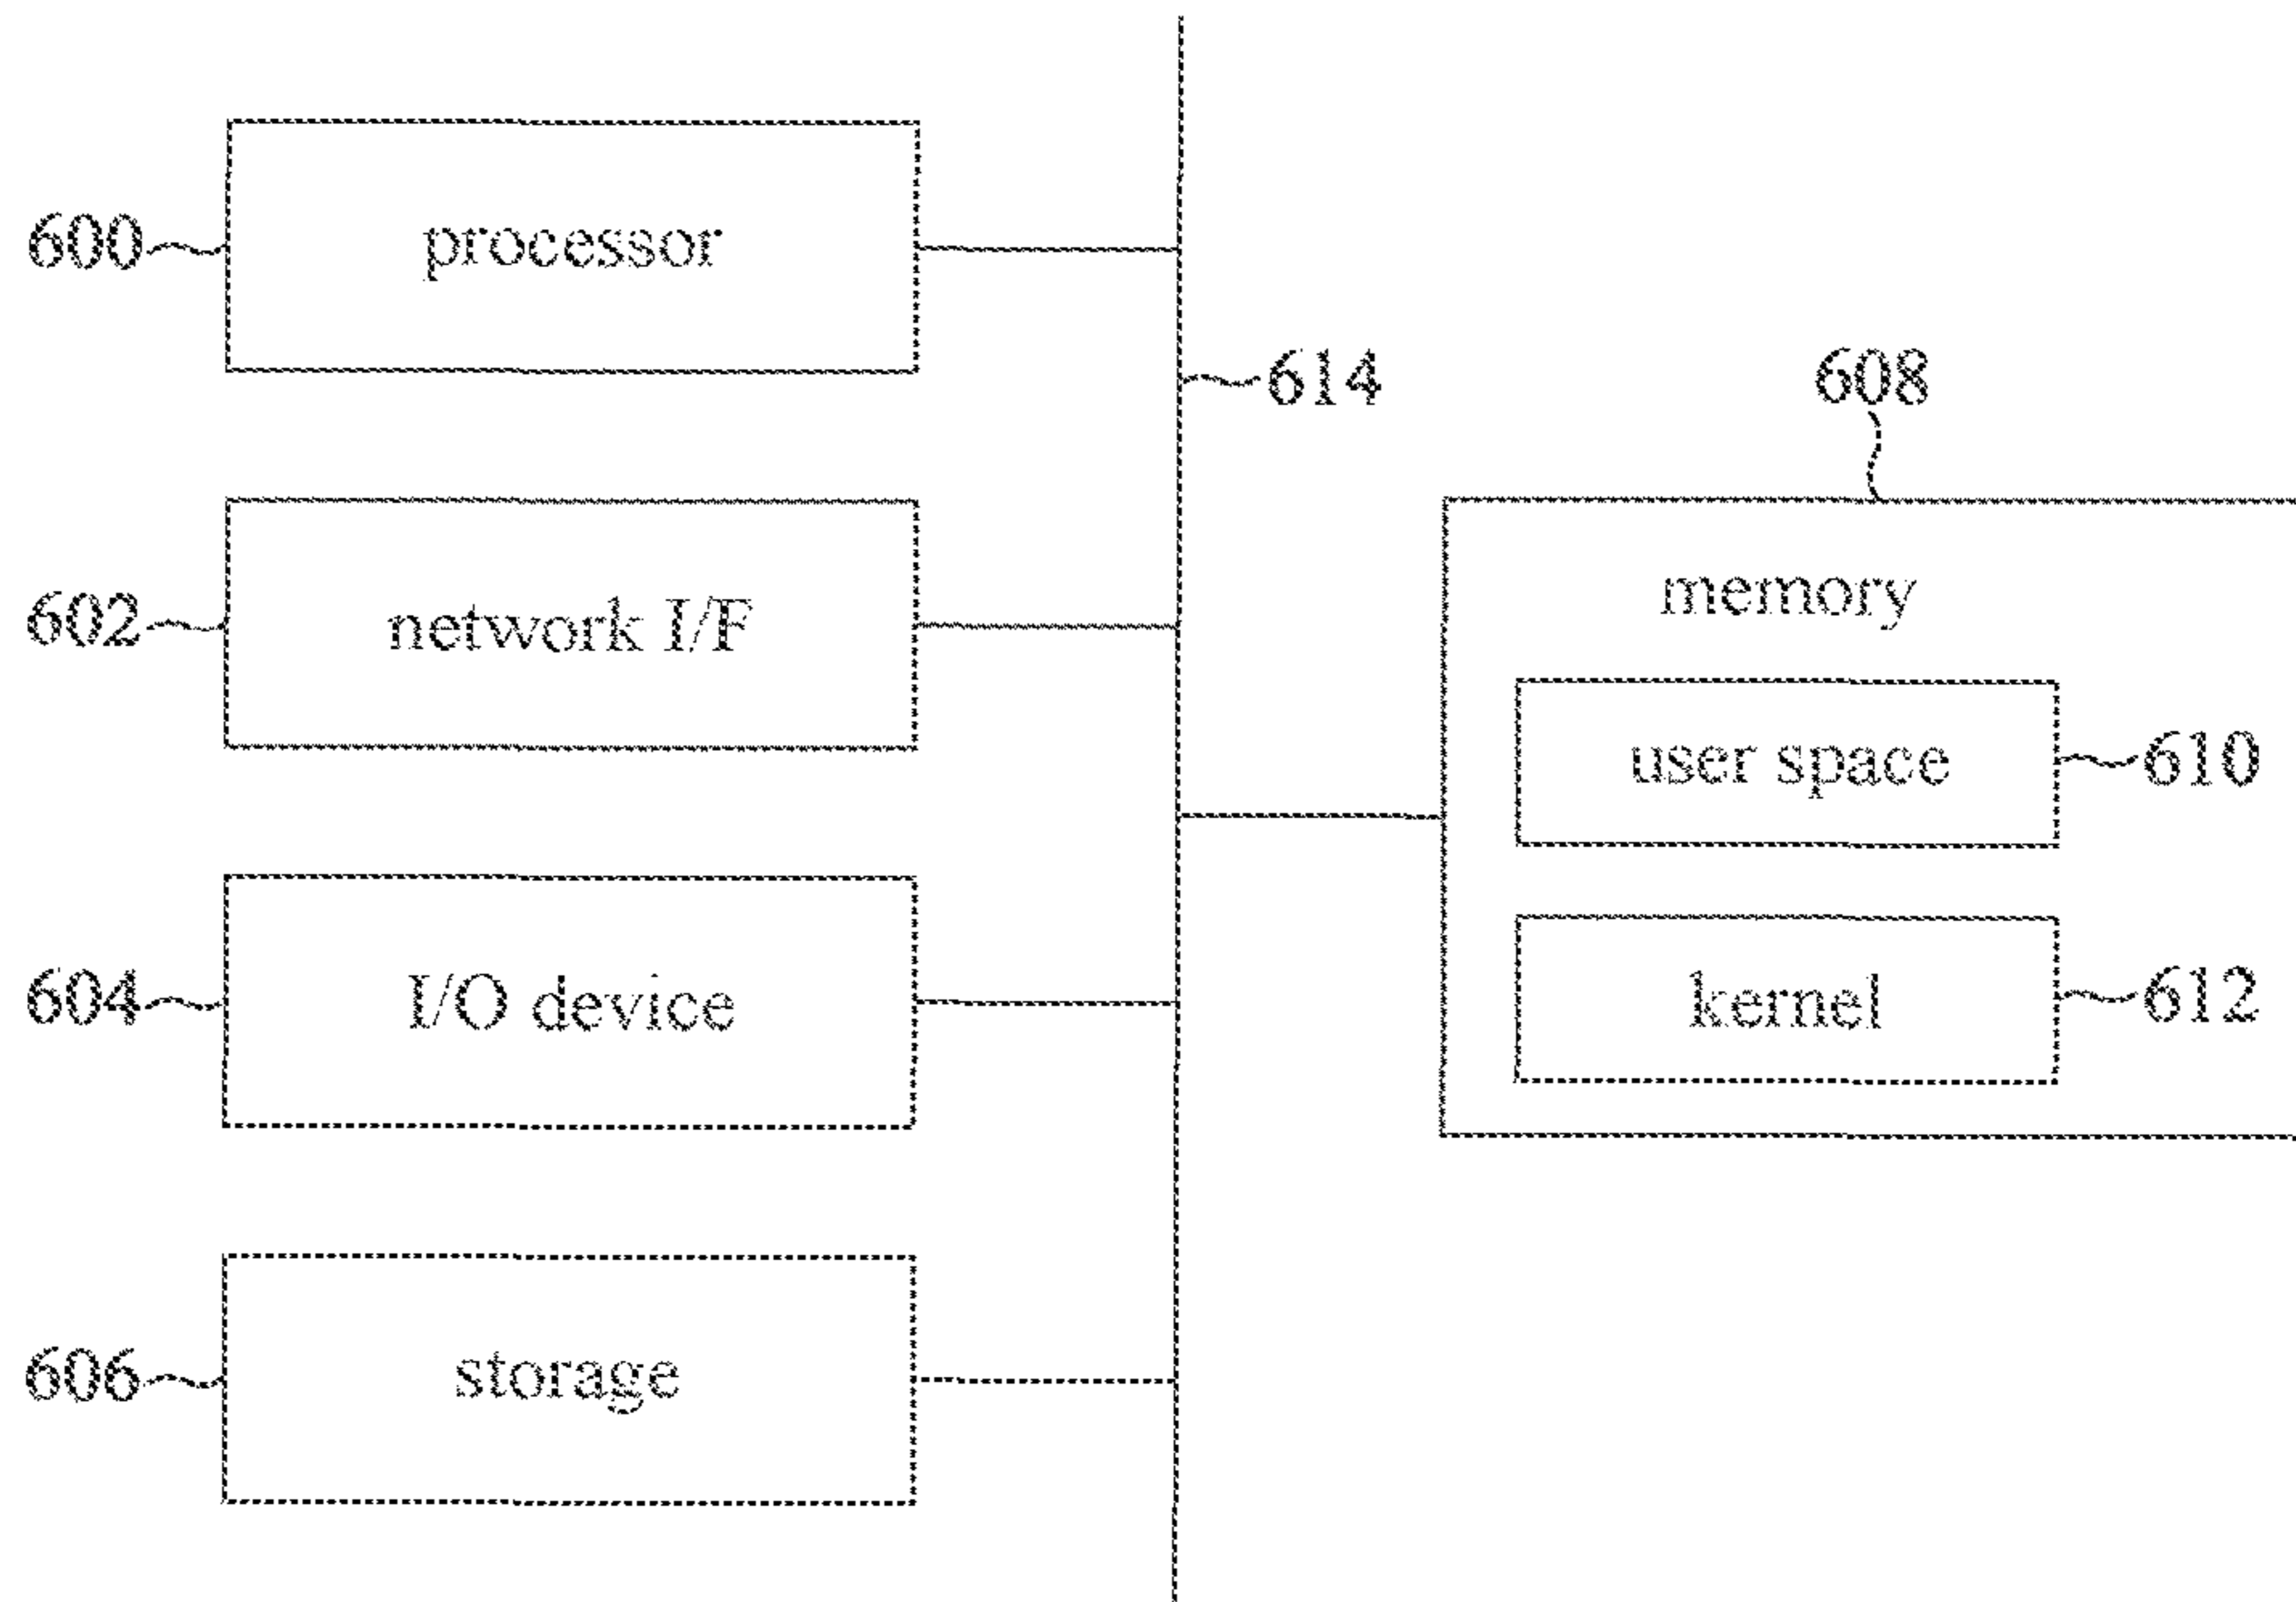 600
processor
614
608
602
network I/F
memory
user space
610
604
I/O device
kernel
612
606
storage